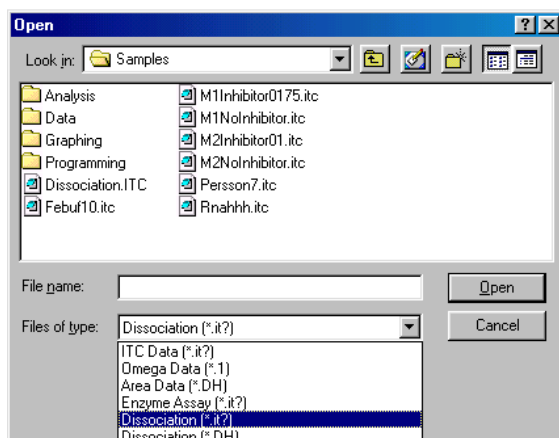 Open
Look in: Samples
Analysis
Data
Graphing
Programming
Dissociation.ITC
Febuf10.itc
M1Inhibitor0175.itc
M1NoInhibitor.itc
M2Inhibitor01.itc
M2NoInhibitor.itc
Persson7.itc
Rnahhh.itc
File name:
Open
Files of type: Dissociation (*.it?)
Cancel
ITC Data (*.it?)
Omega Data (*.1)
Area Data (*.DH)
Enzyme Assay (*.it?)
Dissociation (*.it?)
Dissociation (*.DH)